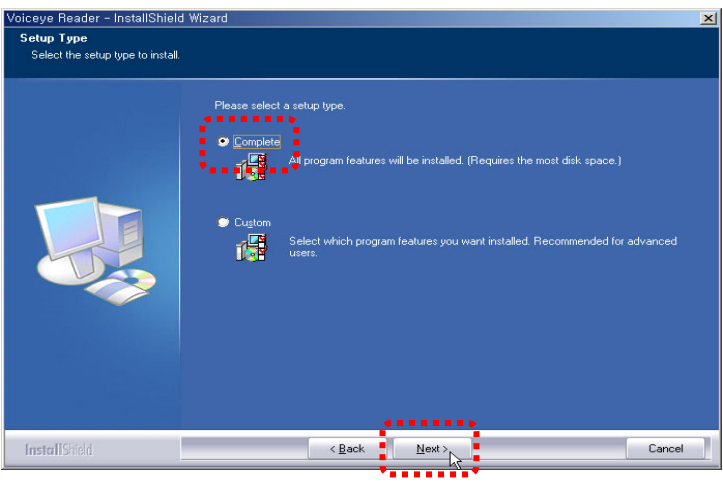 Voiceye Reader - InstallShield Wizard
Setup Type
Select the setup type to install.
Please select a setup type.
Complete
All program features will be installed. (Requires the most disk space.)
Custom
Select which program features you want installed. Recommended for advanced
users.
InstallShield
< Back
Next >
Cancel